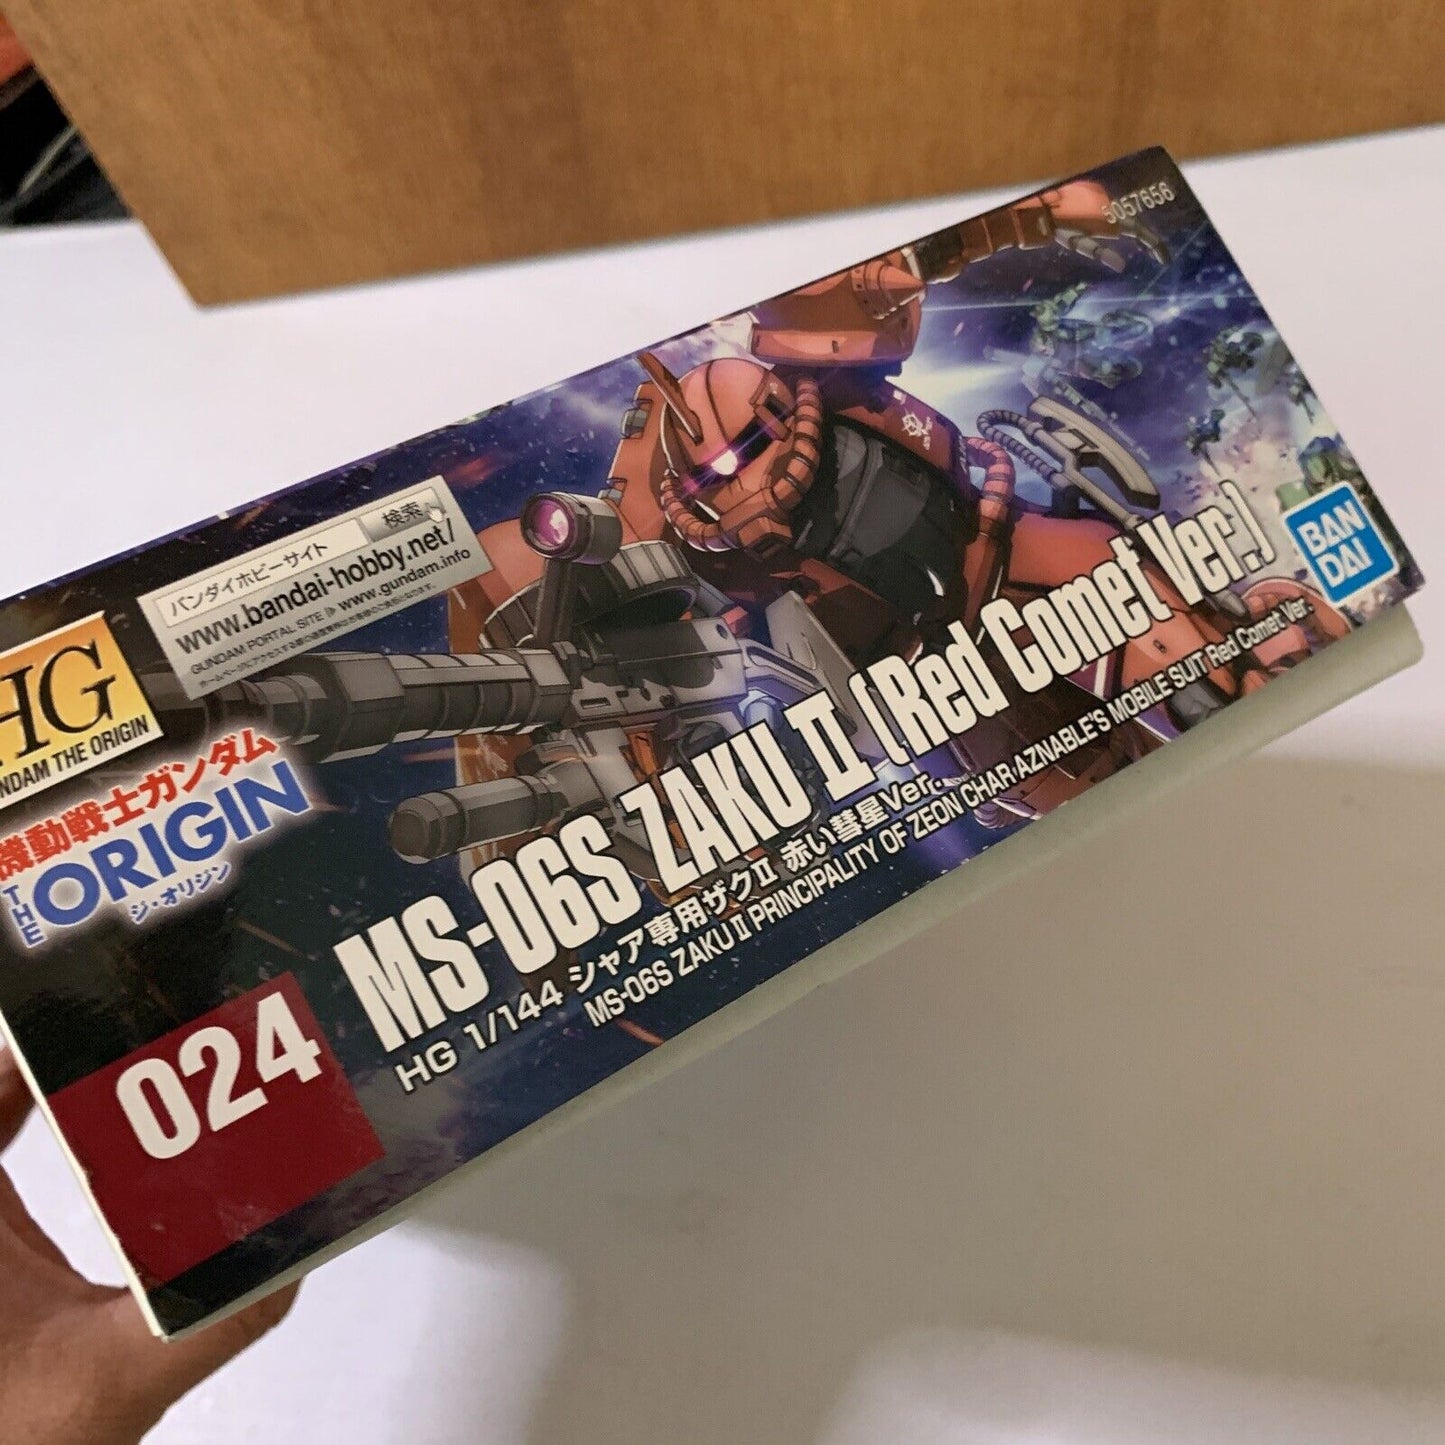 5057656
バンダイホビーサイト 検索
www.bandai-hobby.net/
GUNDAM PORTAL SITE www.gundam.info
HG
GUNDAM THE ORIGIN
機動戦士ガンダム
THE ORIGIN
ジ・オリジン
024
MS-06S ZAKU II (Red Comet Ver.)
HG 1/144 シャア専用ザクII 赤い彗星Ver.
MS-06S ZAKU II PRINCIPALITY OF ZEON CHAR・AZNABLE'S MOBILE SUIT Red Comet Ver.
BAN
DAI